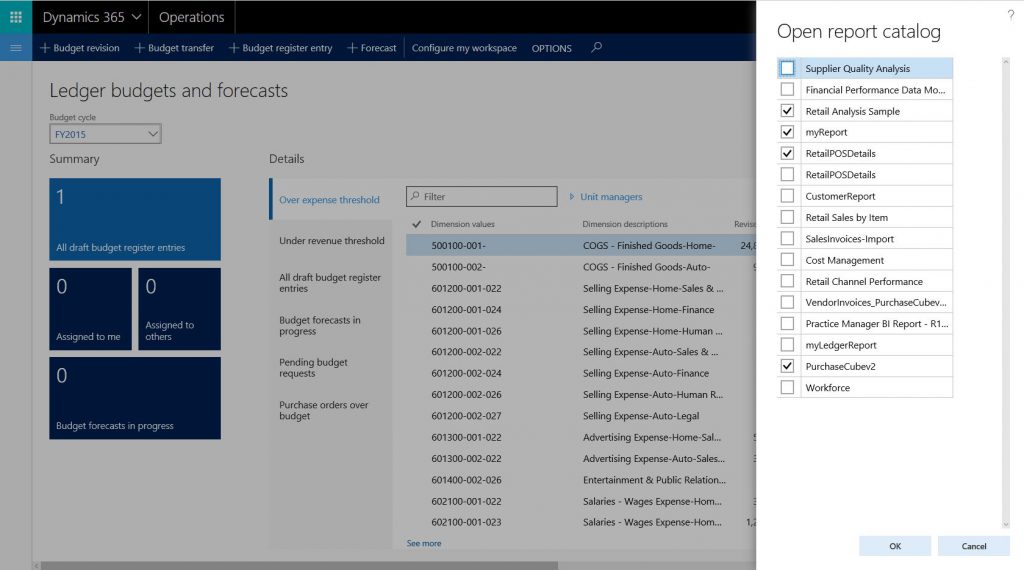 Dynamics 365
Operations
Budget revision
Budget transfer
Budget register entry
Forecast
Configure my workspace
OPTIONS
Ledger budgets and forecasts
Budget cycle
FY2015
Summary
1
All draft budget register entries
0
Assigned to me
0
Assigned to
others
0
Budget forecasts in progress
Details
Over expense threshold
Under revenue threshold
All draft budget register
entries
Budget forecasts in
progress
Pending budget
requests
Purchase orders over
budget
Filter
Unit managers
Dimension values Dimension descriptions Revise
500100-001- COGS - Finished Goods-Home- 24,8
500100-002- COGS - Finished Goods-Auto-
601200-001-022 Selling Expense-Home-Sales & ...
601200-001-024 Selling Expense-Home-Finance
601200-001-026 Selling Expense-Home-Human ...
601200-002-022 Selling Expense-Auto-Sales & ...
601200-002-024 Selling Expense-Auto-Finance
601200-002-026 Selling Expense-Auto-Human R...
601200-002-027 Selling Expense-Auto-Legal
601300-001-022 Advertising Expense-Home-Sal...
601300-002-022 Advertising Expense-Auto-Sales...
601400-002-026 Entertainment & Public Relation...
602100-001-022 Salaries - Wages Expense-Hom...
602100-001-023 Salaries - Wages Expense-Hom... 1,2
See more
?
Open report catalog
Supplier Quality Analysis
Financial Performance Data Mo...
Retail Analysis Sample
myReport
RetailPOSDetails
RetailPOSDetails
CustomerReport
Retail Sales by Item
SalesInvoices-Import
Cost Management
Retail Channel Performance
VendorInvoices_PurchaseCubev...
Practice Manager BI Report - R1...
myLedgerReport
PurchaseCubev2
Workforce
OK
Cancel